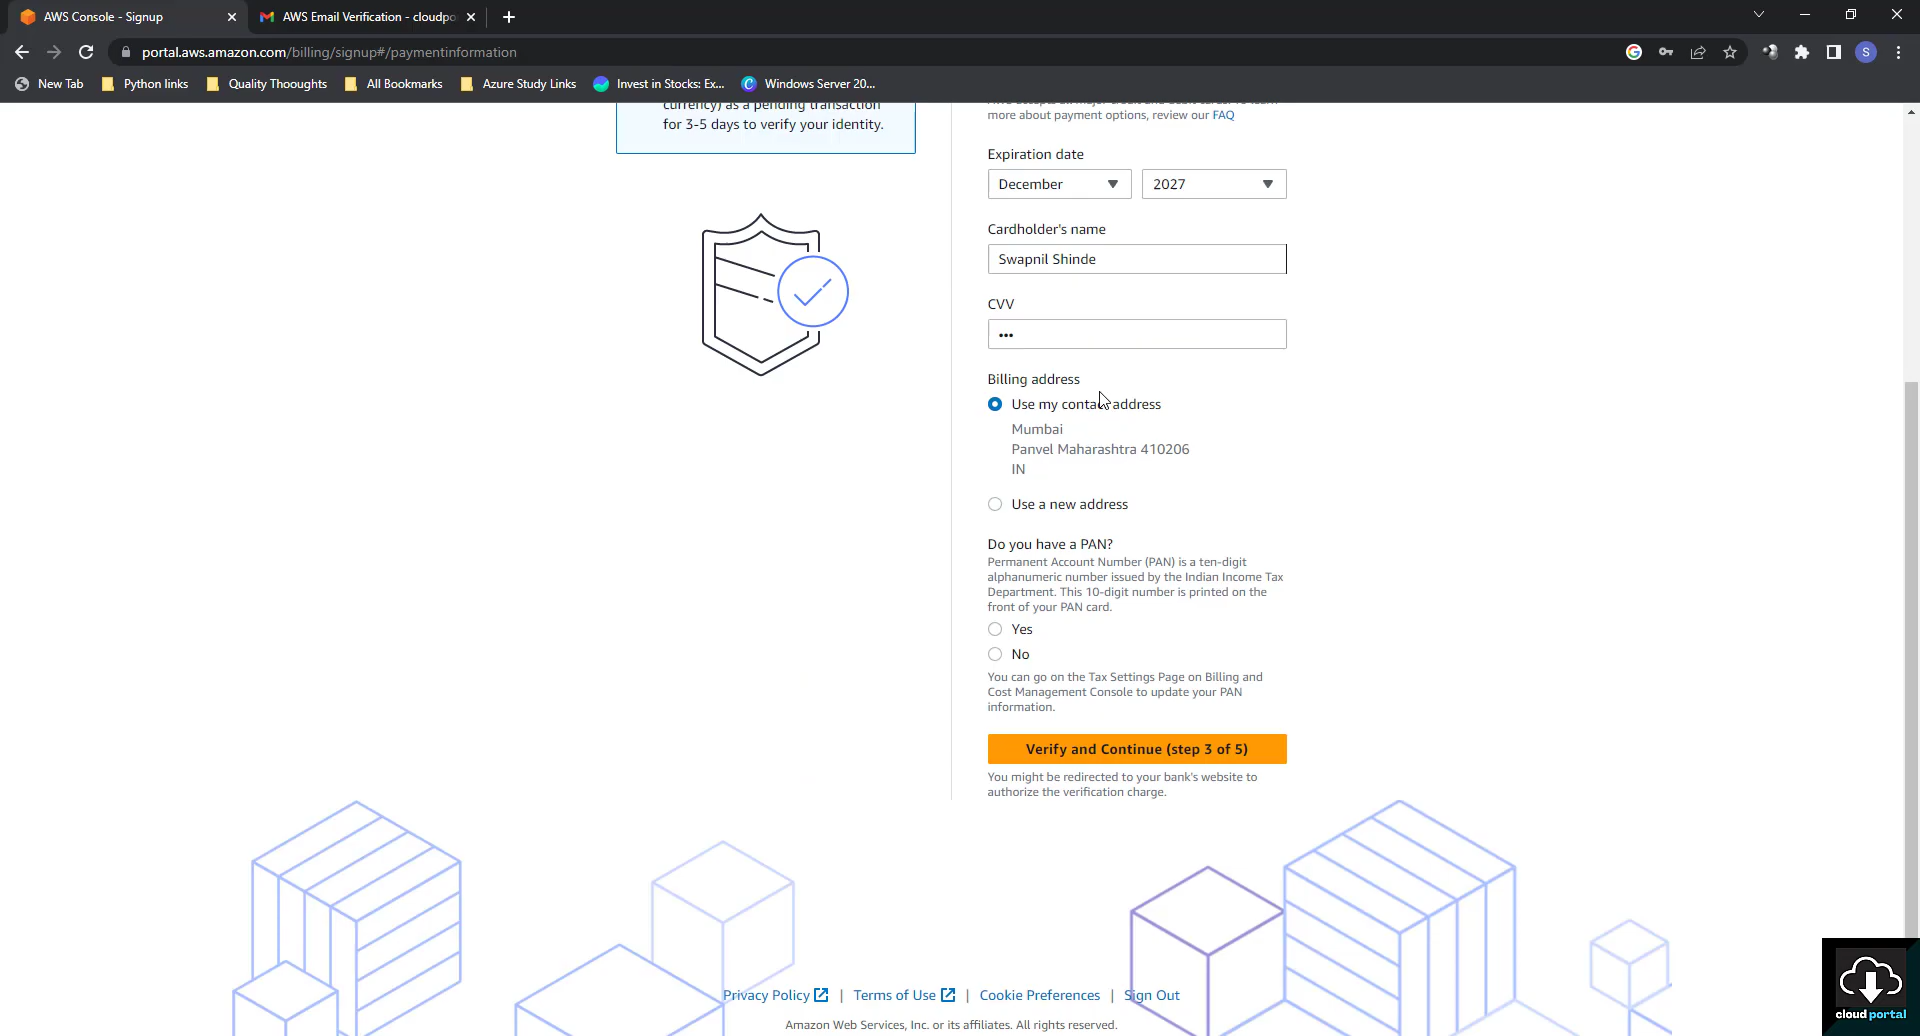 AWS Console - Signup
AWS Email Verification - cloudpo
portal.aws.amazon.com/billing/signup#/paymentinformation
S
New Tab
Python links
Quality Thooughts
All Bookmarks
Azure Study Links
Invest in Stocks: Ex...
Windows Server 20...
currency) as a pending transaction
for 3-5 days to verify your identity.
more about payment options, review our FAQ
Expiration date
December
2027
Cardholder's name
Swapnil Shinde
CVV
•••
Billing address
Use my contact address
Mumbai
Panvel Maharashtra 410206
IN
Use a new address
Do you have a PAN?
Permanent Account Number (PAN) is a ten-digit
alphanumeric number issued by the Indian Income Tax
Department. This 10-digit number is printed on the
front of your PAN card.
Yes
No
You can go on the Tax Settings Page on Billing and
Cost Management Console to update your PAN
information.
Verify and Continue (step 3 of 5)
You might be redirected to your bank's website to
authorize the verification charge.
Privacy Policy | Terms of Use | Cookie Preferences | Sign Out
Amazon Web Services, Inc. or its affiliates. All rights reserved.
cloud portal